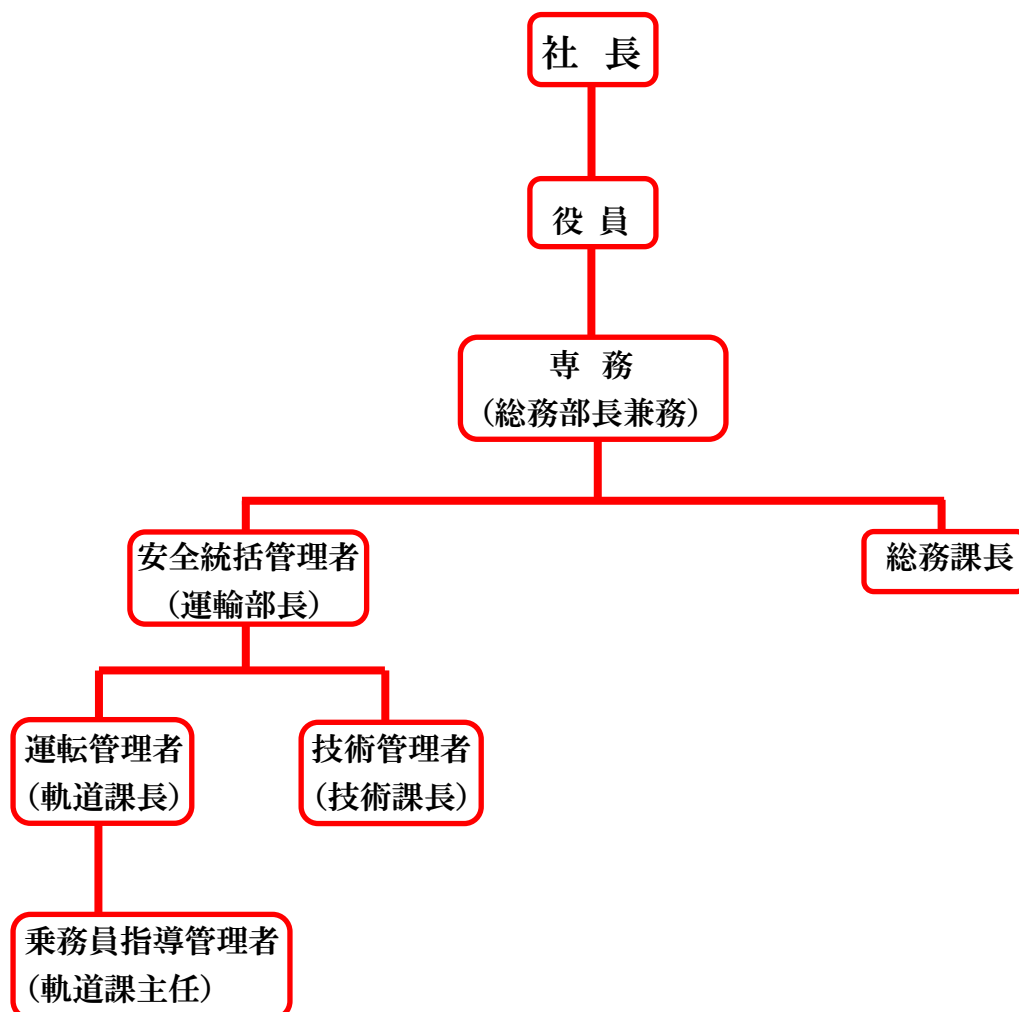 社 長
役 員
専 務
(総務部長兼務)
安全統括管理者
(運輸部長)
総務課長
運転管理者
(軌道課長)
技術管理者
(技術課長)
乗務員指導管理者
(軌道課主任)